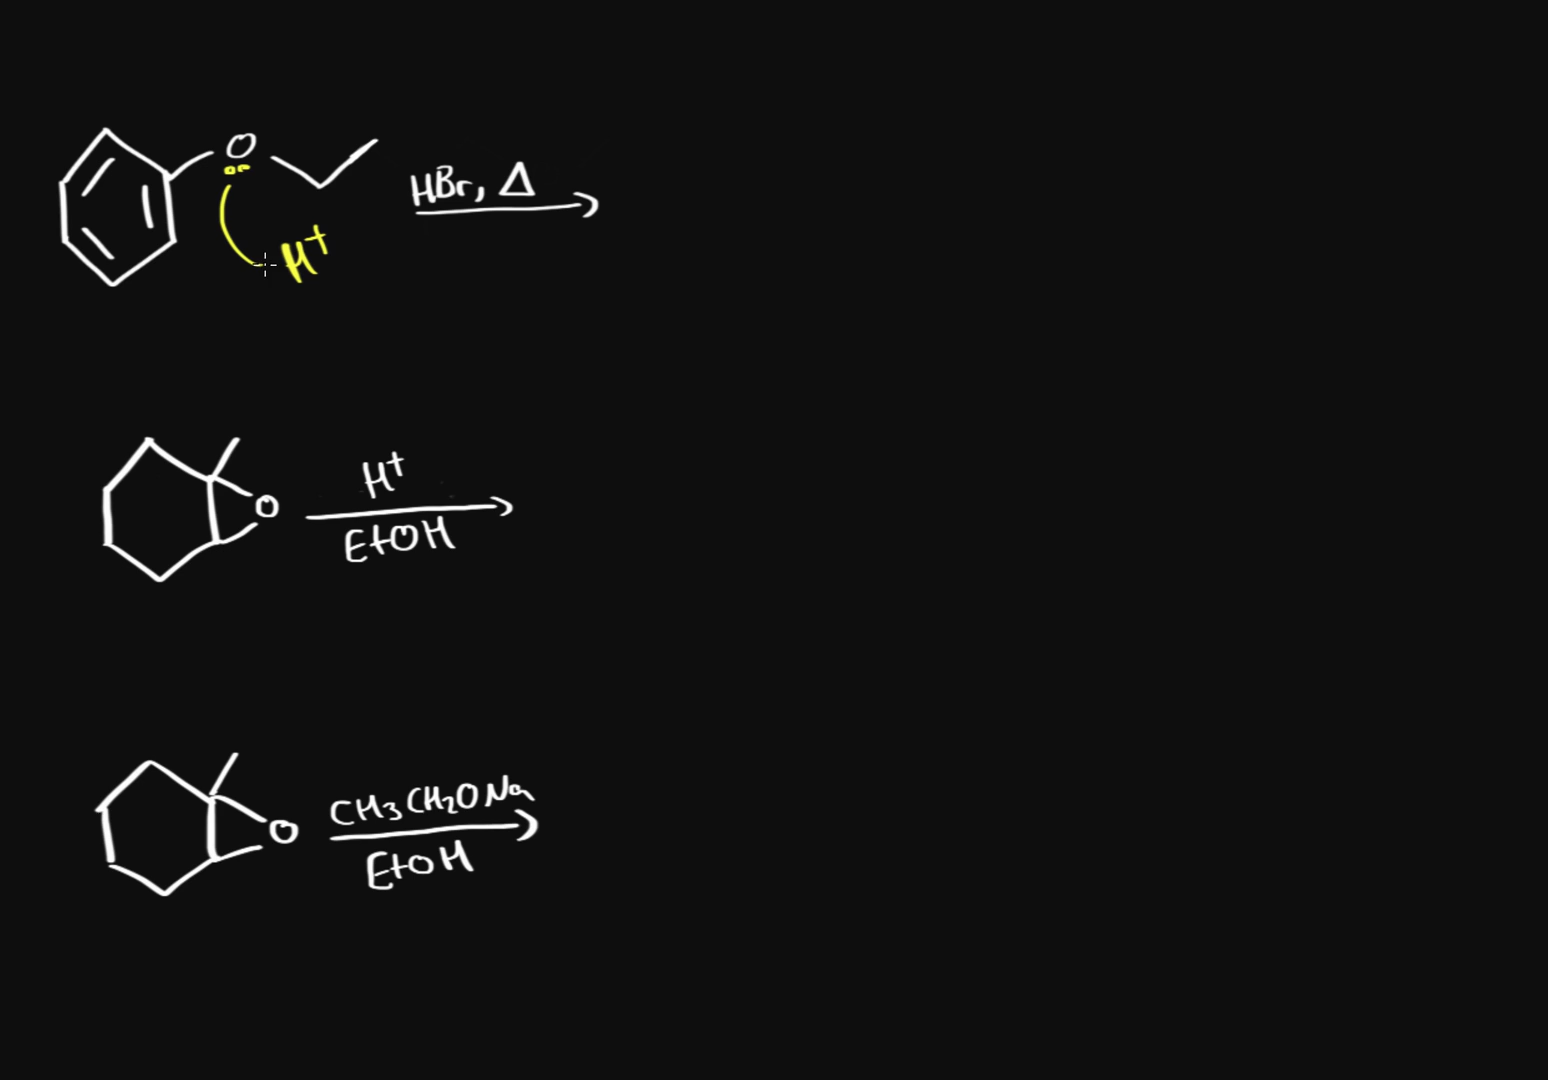 O
HBr, Δ
H⁺
H⁺
O
EtOH
CH₃CH₂ONa
O
EtOH